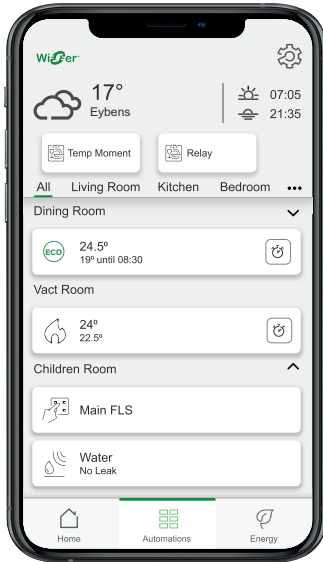 Wiser
17°
Eybens
07:05
21:35
Temp Moment
Relay
All Living Room Kitchen Bedroom •••
Dining Room
ECO
24.5º
19º until 08:30
Vact Room
24º
22.5º
Children Room
Main FLS
Water
No Leak
Home Automations Energy